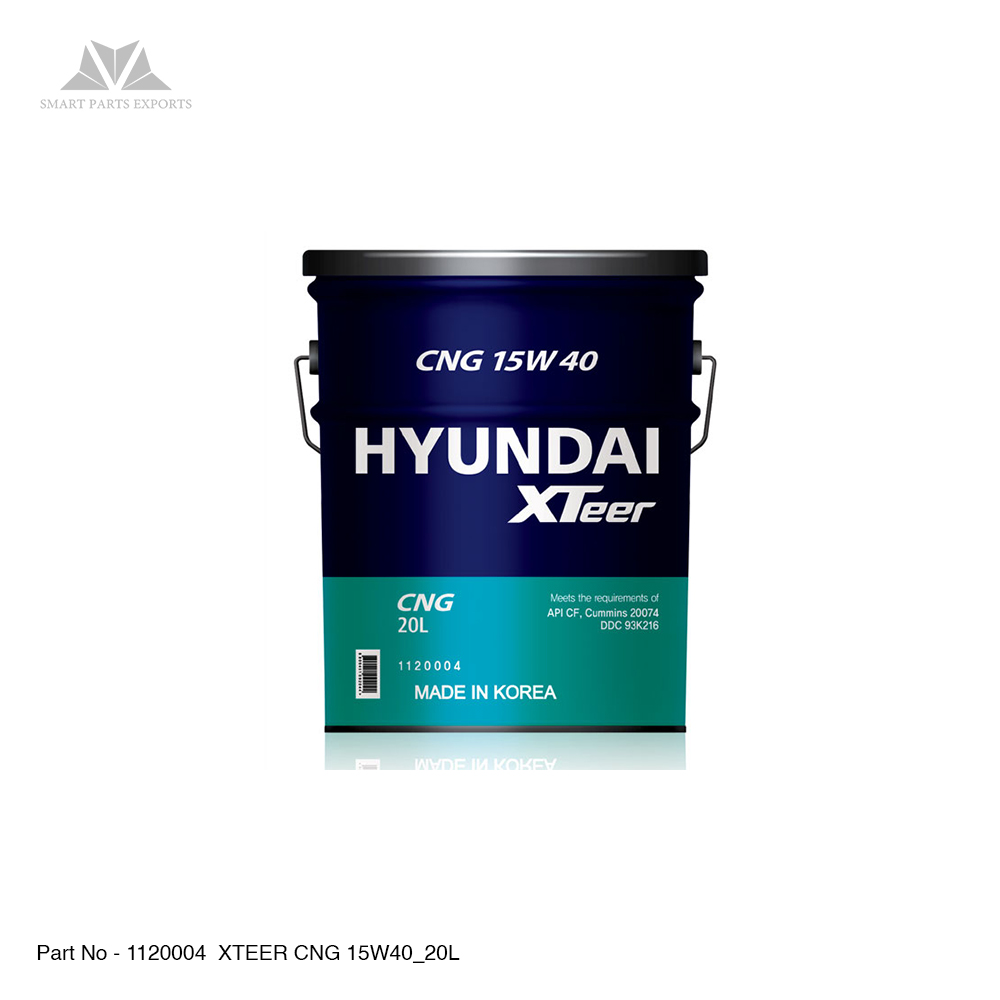 SMART PARTS EXPORTS
CNG 15W 40
HYUNDAI
XTeer
CNG
20L
Meets the requirements of
API CF, Cummins 20074
DDC 93K216
1120004
MADE IN KOREA
MADE IN KOREA
Part No - 1120004 XTEER CNG 15W40_20L